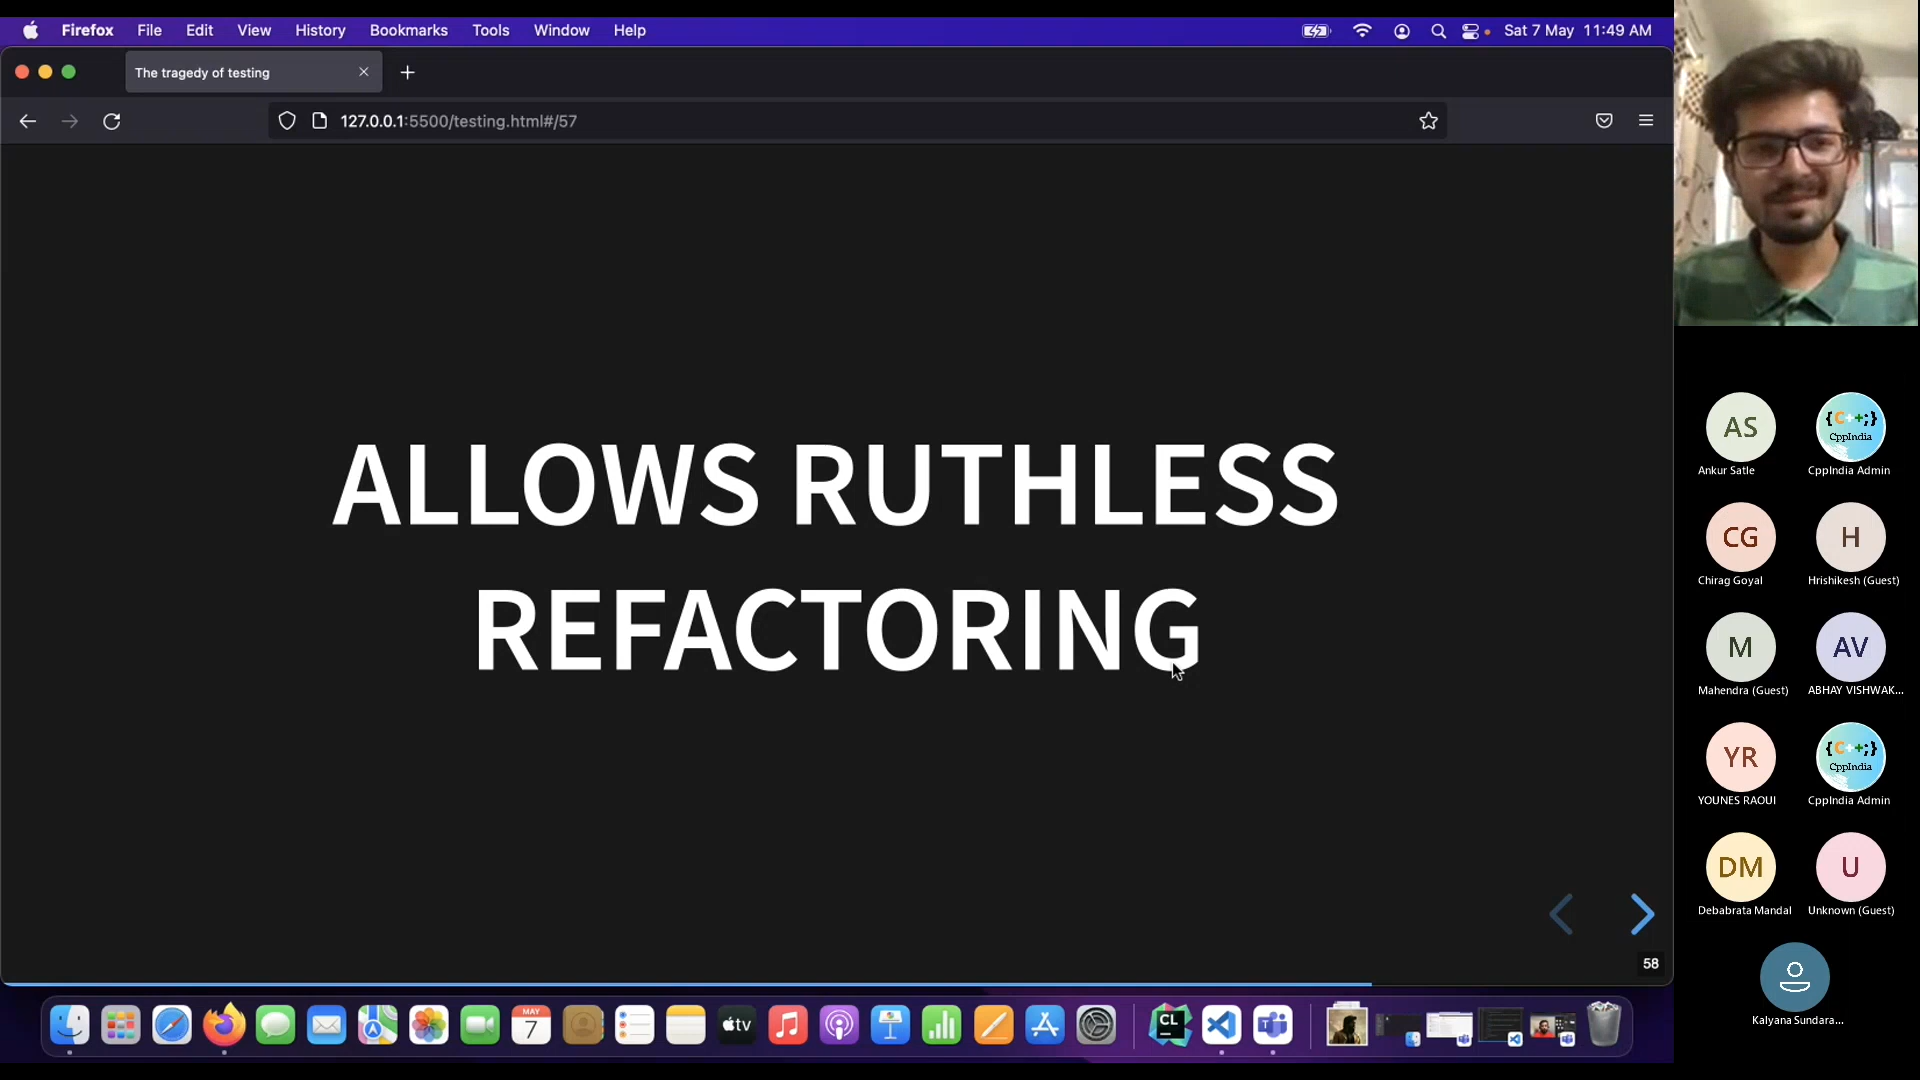 Firefox File Edit View History Bookmarks Tools Window Help Sat 7 May 11:49 AM
The tragedy of testing
127.0.0.1:5500/testing.html#/57
ALLOWS RUTHLESS
REFACTORING
58
MAY
7
tv
CL
AS
Ankur Satle
{C++;}
CppIndia
CppIndia Admin
CG
Chirag Goyal
H
Hrishikesh (Guest)
M
Mahendra (Guest)
AV
ABHAY VISHWAK...
YR
YOUNES RAOUI
{C++;}
CppIndia
CppIndia Admin
DM
Debabrata Mandal
U
Unknown (Guest)
Kalyana Sundara...